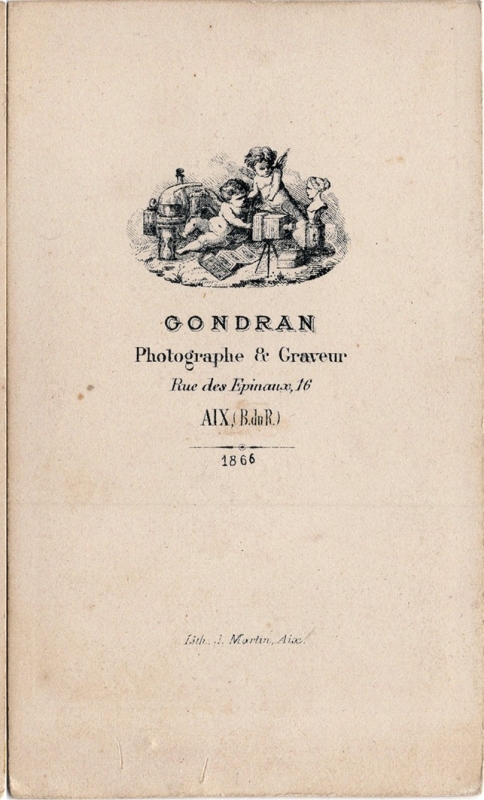 GONDRAN
Photographe & Graveur
Rue des Epinaux, 16
AIX, (B. du R.)
1866
Lith. J. Martin, Aix.